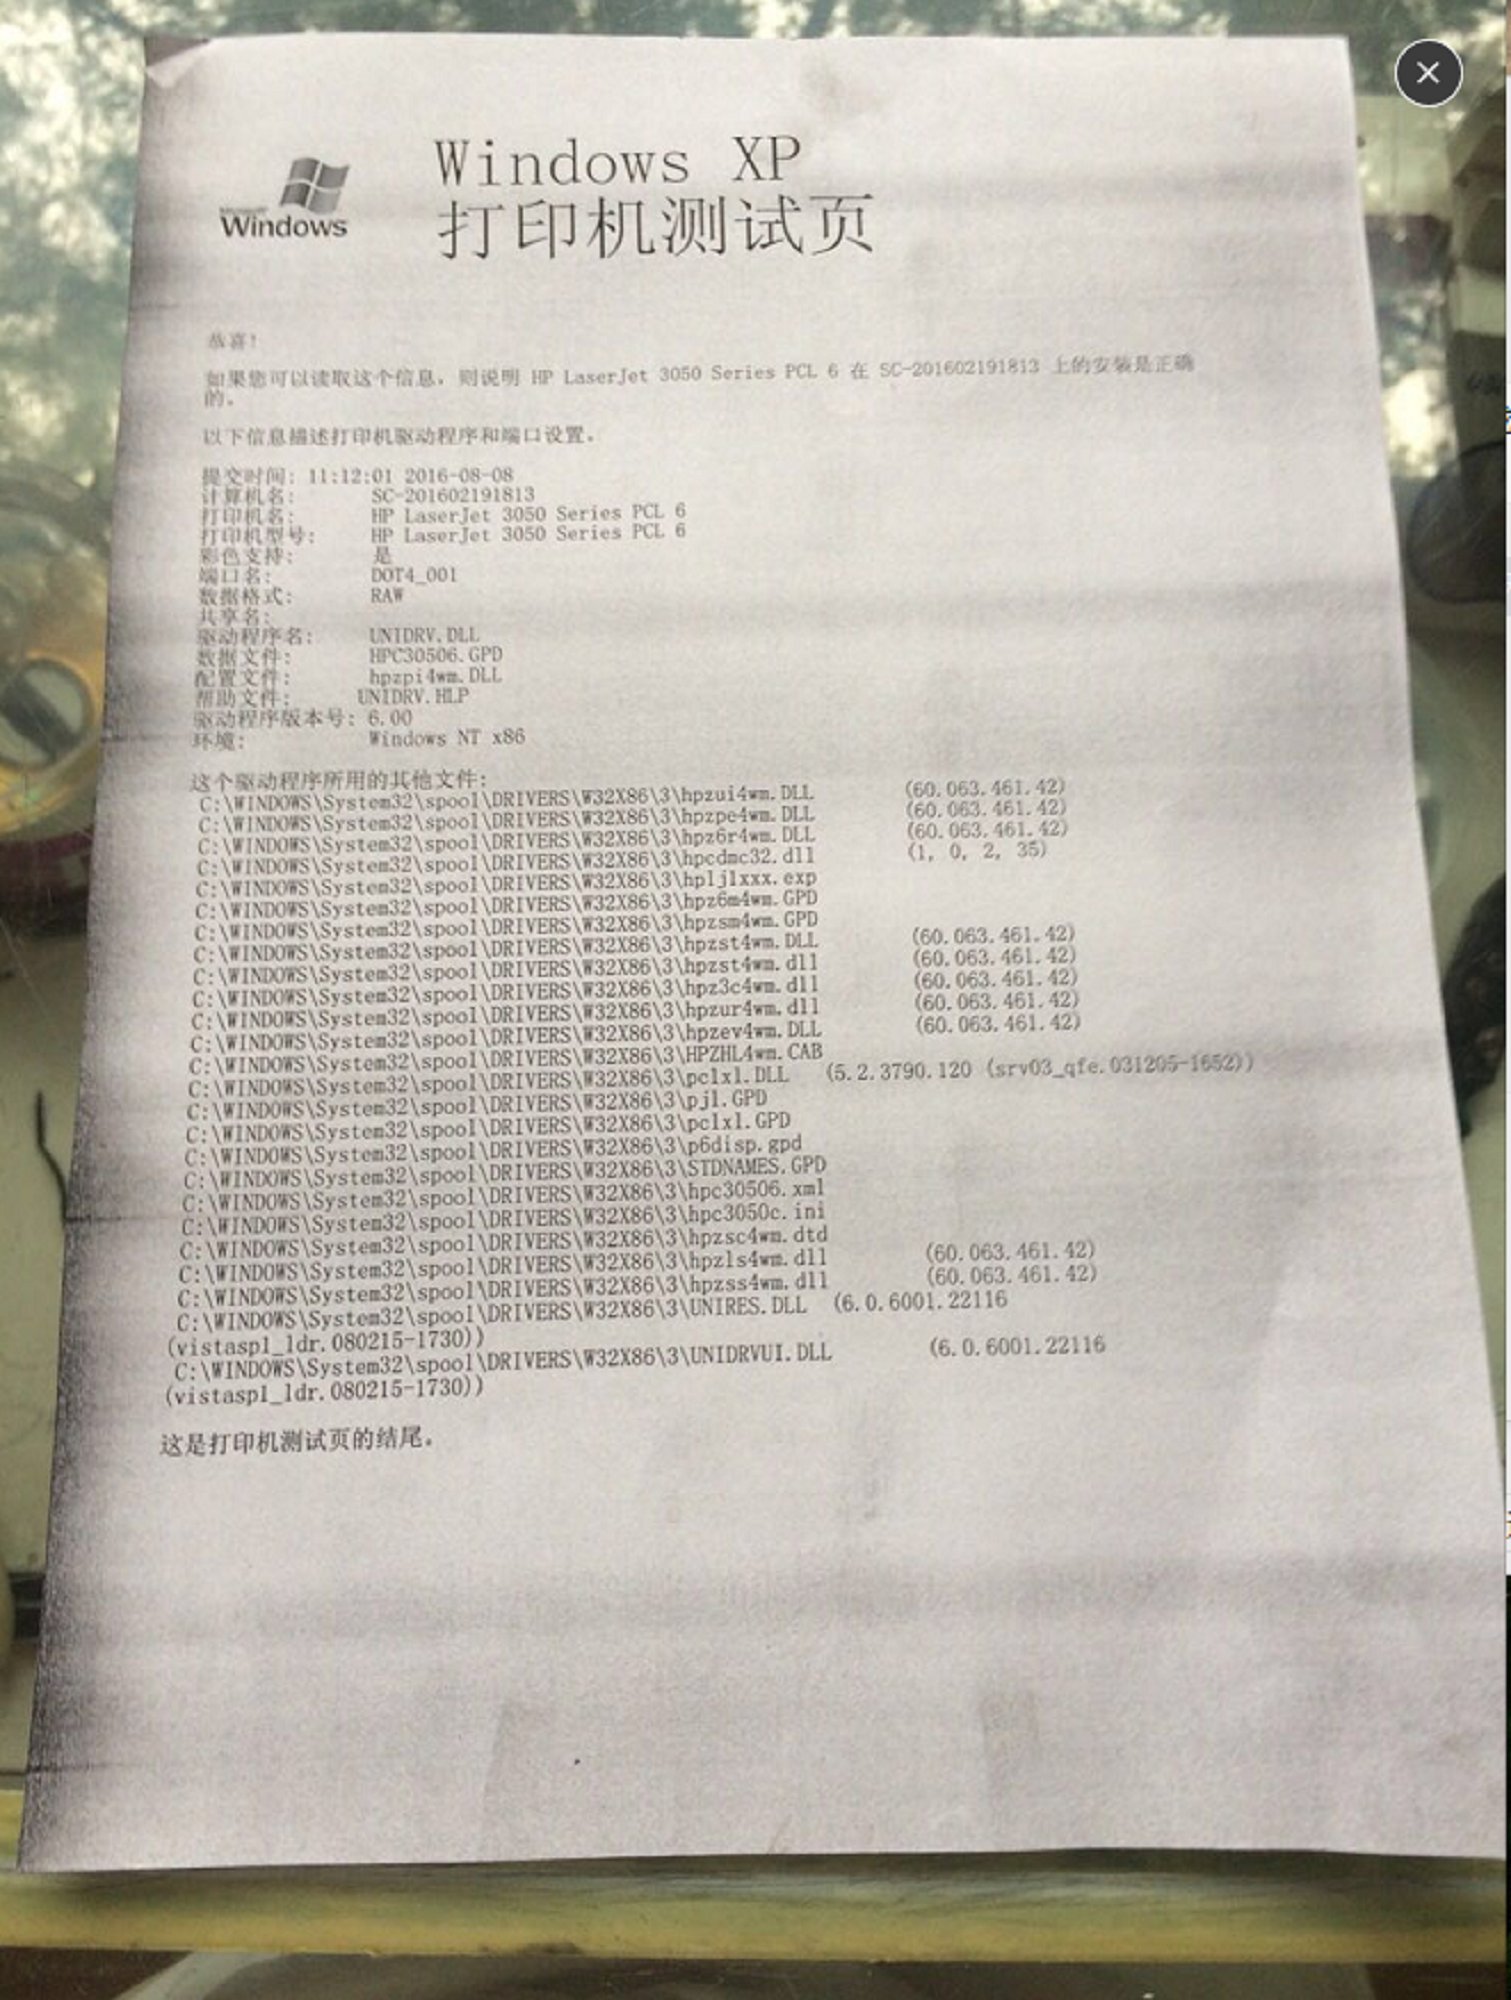 Windows
Windows XP
打印机测试页
恭喜!
如果您可以读取这个信息，则说明 HP LaserJet 3050 Series PCL 6 在 SC-201602191813 上的安装是正确
的。
以下信息描述打印机驱动程序和端口设置。
提交时间: 11:12:01 2016-08-08
计算机名: SC-201602191813
打印机名: HP LaserJet 3050 Series PCL 6
打印机型号: HP LaserJet 3050 Series PCL 6
彩色支持: 是
端口名: DOT4_001
数据格式: RAW
共享名:
驱动程序名: UNIDRV.DLL
数据文件: HPC30506.GPD
配置文件: hpzpi4wm.DLL
帮助文件: UNIDRV.HLP
驱动程序版本号: 6.00
环境: Windows NT x86
这个驱动程序所用的其他文件:
C:\WINDOWS\System32\spool\DRIVERS\W32X86\3\hpzui4wm.DLL (60.063.461.42)
C:\WINDOWS\System32\spool\DRIVERS\W32X86\3\hpzpe4wm.DLL (60.063.461.42)
C:\WINDOWS\System32\spool\DRIVERS\W32X86\3\hpz6r4wm.DLL (60.063.461.42)
C:\WINDOWS\System32\spool\DRIVERS\W32X86\3\hpcdmc32.dll (1, 0, 2, 35)
C:\WINDOWS\System32\spool\DRIVERS\W32X86\3\hpljlxxx.exp
C:\WINDOWS\System32\spool\DRIVERS\W32X86\3\hpz6m4wm.GPD
C:\WINDOWS\System32\spool\DRIVERS\W32X86\3\hpzsm4wm.GPD
C:\WINDOWS\System32\spool\DRIVERS\W32X86\3\hpzst4wm.DLL (60.063.461.42)
C:\WINDOWS\System32\spool\DRIVERS\W32X86\3\hpzst4wm.dll (60.063.461.42)
C:\WINDOWS\System32\spool\DRIVERS\W32X86\3\hpz3c4wm.dll (60.063.461.42)
C:\WINDOWS\System32\spool\DRIVERS\W32X86\3\hpzur4wm.dll (60.063.461.42)
C:\WINDOWS\System32\spool\DRIVERS\W32X86\3\hpzev4wm.DLL (60.063.461.42)
C:\WINDOWS\System32\spool\DRIVERS\W32X86\3\HPZHL4wm.CAB
C:\WINDOWS\System32\spool\DRIVERS\W32X86\3\pclxl.DLL (5.2.3790.120 (srv03_qfe.031205-1652))
C:\WINDOWS\System32\spool\DRIVERS\W32X86\3\pjl.GPD
C:\WINDOWS\System32\spool\DRIVERS\W32X86\3\pclxl.GPD
C:\WINDOWS\System32\spool\DRIVERS\W32X86\3\p6disp.gpd
C:\WINDOWS\System32\spool\DRIVERS\W32X86\3\STDNAMES.GPD
C:\WINDOWS\System32\spool\DRIVERS\W32X86\3\hpc30506.xml
C:\WINDOWS\System32\spool\DRIVERS\W32X86\3\hpc3050c.ini
C:\WINDOWS\System32\spool\DRIVERS\W32X86\3\hpzsc4wm.dtd
C:\WINDOWS\System32\spool\DRIVERS\W32X86\3\hpzls4wm.dll (60.063.461.42)
C:\WINDOWS\System32\spool\DRIVERS\W32X86\3\hpzss4wm.dll (60.063.461.42)
C:\WINDOWS\System32\spool\DRIVERS\W32X86\3\UNIRES.DLL (6.0.6001.22116
(vistasp1_ldr.080215-1730))
C:\WINDOWS\System32\spool\DRIVERS\W32X86\3\UNIDRVUI.DLL (6.0.6001.22116
(vistasp1_ldr.080215-1730))
这是打印机测试页的结尾。